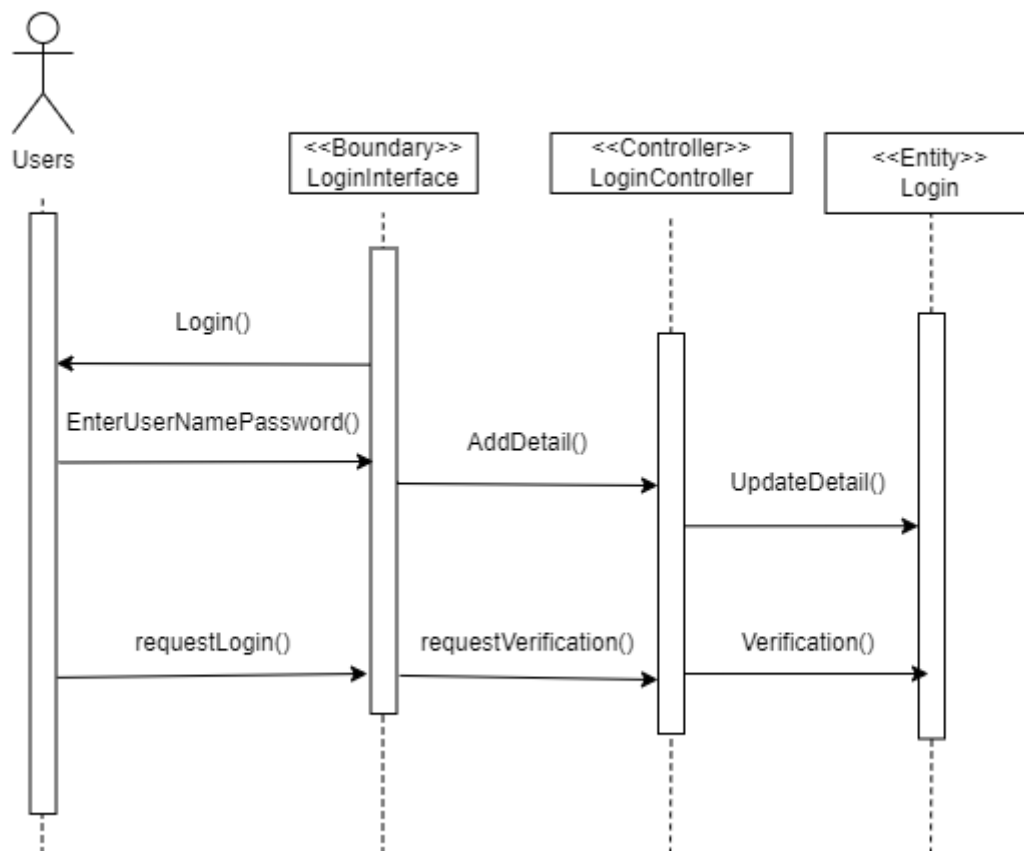 Users
<<Boundary>>
LoginInterface
<<Controller>>
LoginController
<<Entity>>
Login
Login()
EnterUserNamePassword()
AddDetail()
UpdateDetail()
requestLogin()
requestVerification()
Verification()